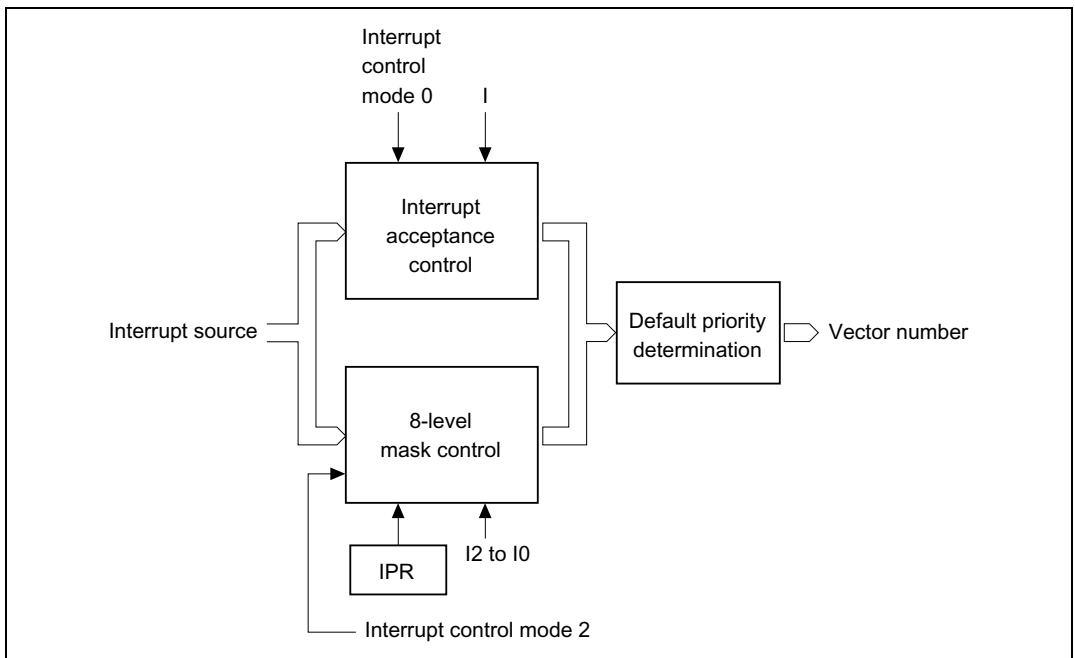 Interrupt
control
mode 0
I
Interrupt
acceptance
control
Interrupt source
Default priority
determination
Vector number
8-level
mask control
I2 to I0
IPR
Interrupt control mode 2